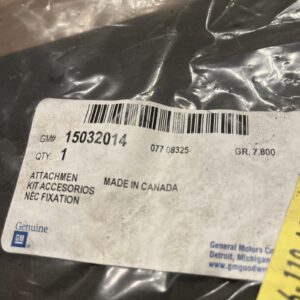 GM# 15032014
077 08325
GR. 7.800
QTY 1
ATTACHMEN
MADE IN CANADA
KIT ACCESORIOS
NEC FIXATION
Genuine
GM
General Motors Co
Detroit, Michigan
www.gmgoodwr